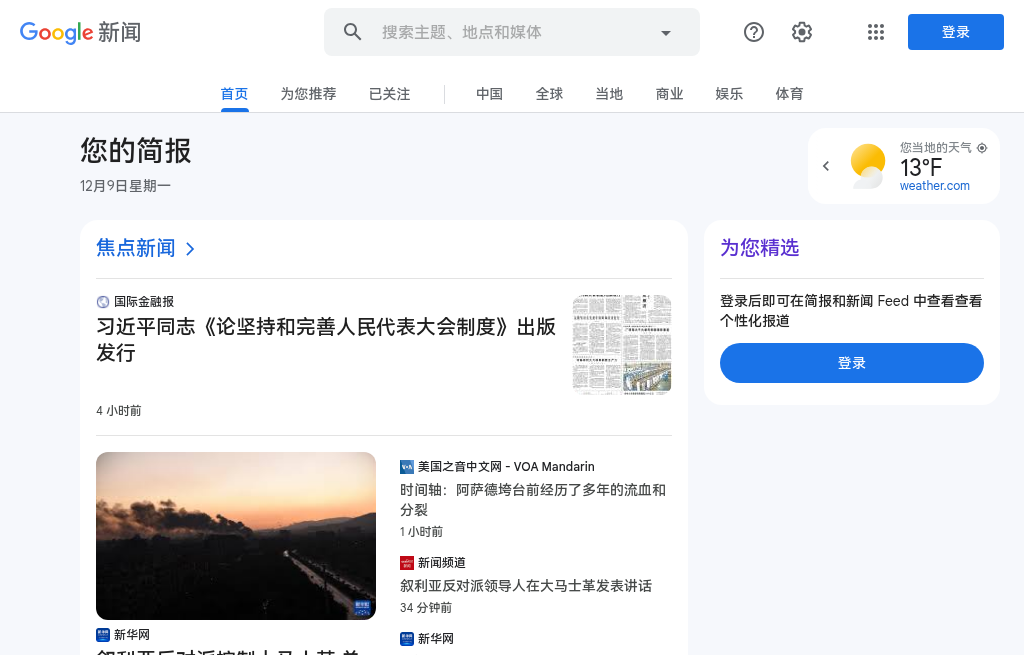 Google 新闻
搜索主题、地点和媒体
登录
首页
为您推荐
已关注
中国
全球
当地
商业
娱乐
体育
您的简报
12月9日星期一
您当地的天气
13°F
weather.com
焦点新闻
国际金融报
习近平同志《论坚持和完善人民代表大会制度》出版
发行
4 小时前
美国之音中文网 - VOA Mandarin
时间轴：阿萨德垮台前经历了多年的流血和
分裂
1 小时前
新闻频道
叙利亚反对派领导人在大马士革发表讲话
34 分钟前
新华网
新华网
为您精选
登录后即可在简报和新闻 Feed 中查看查看
个性化报道
登录